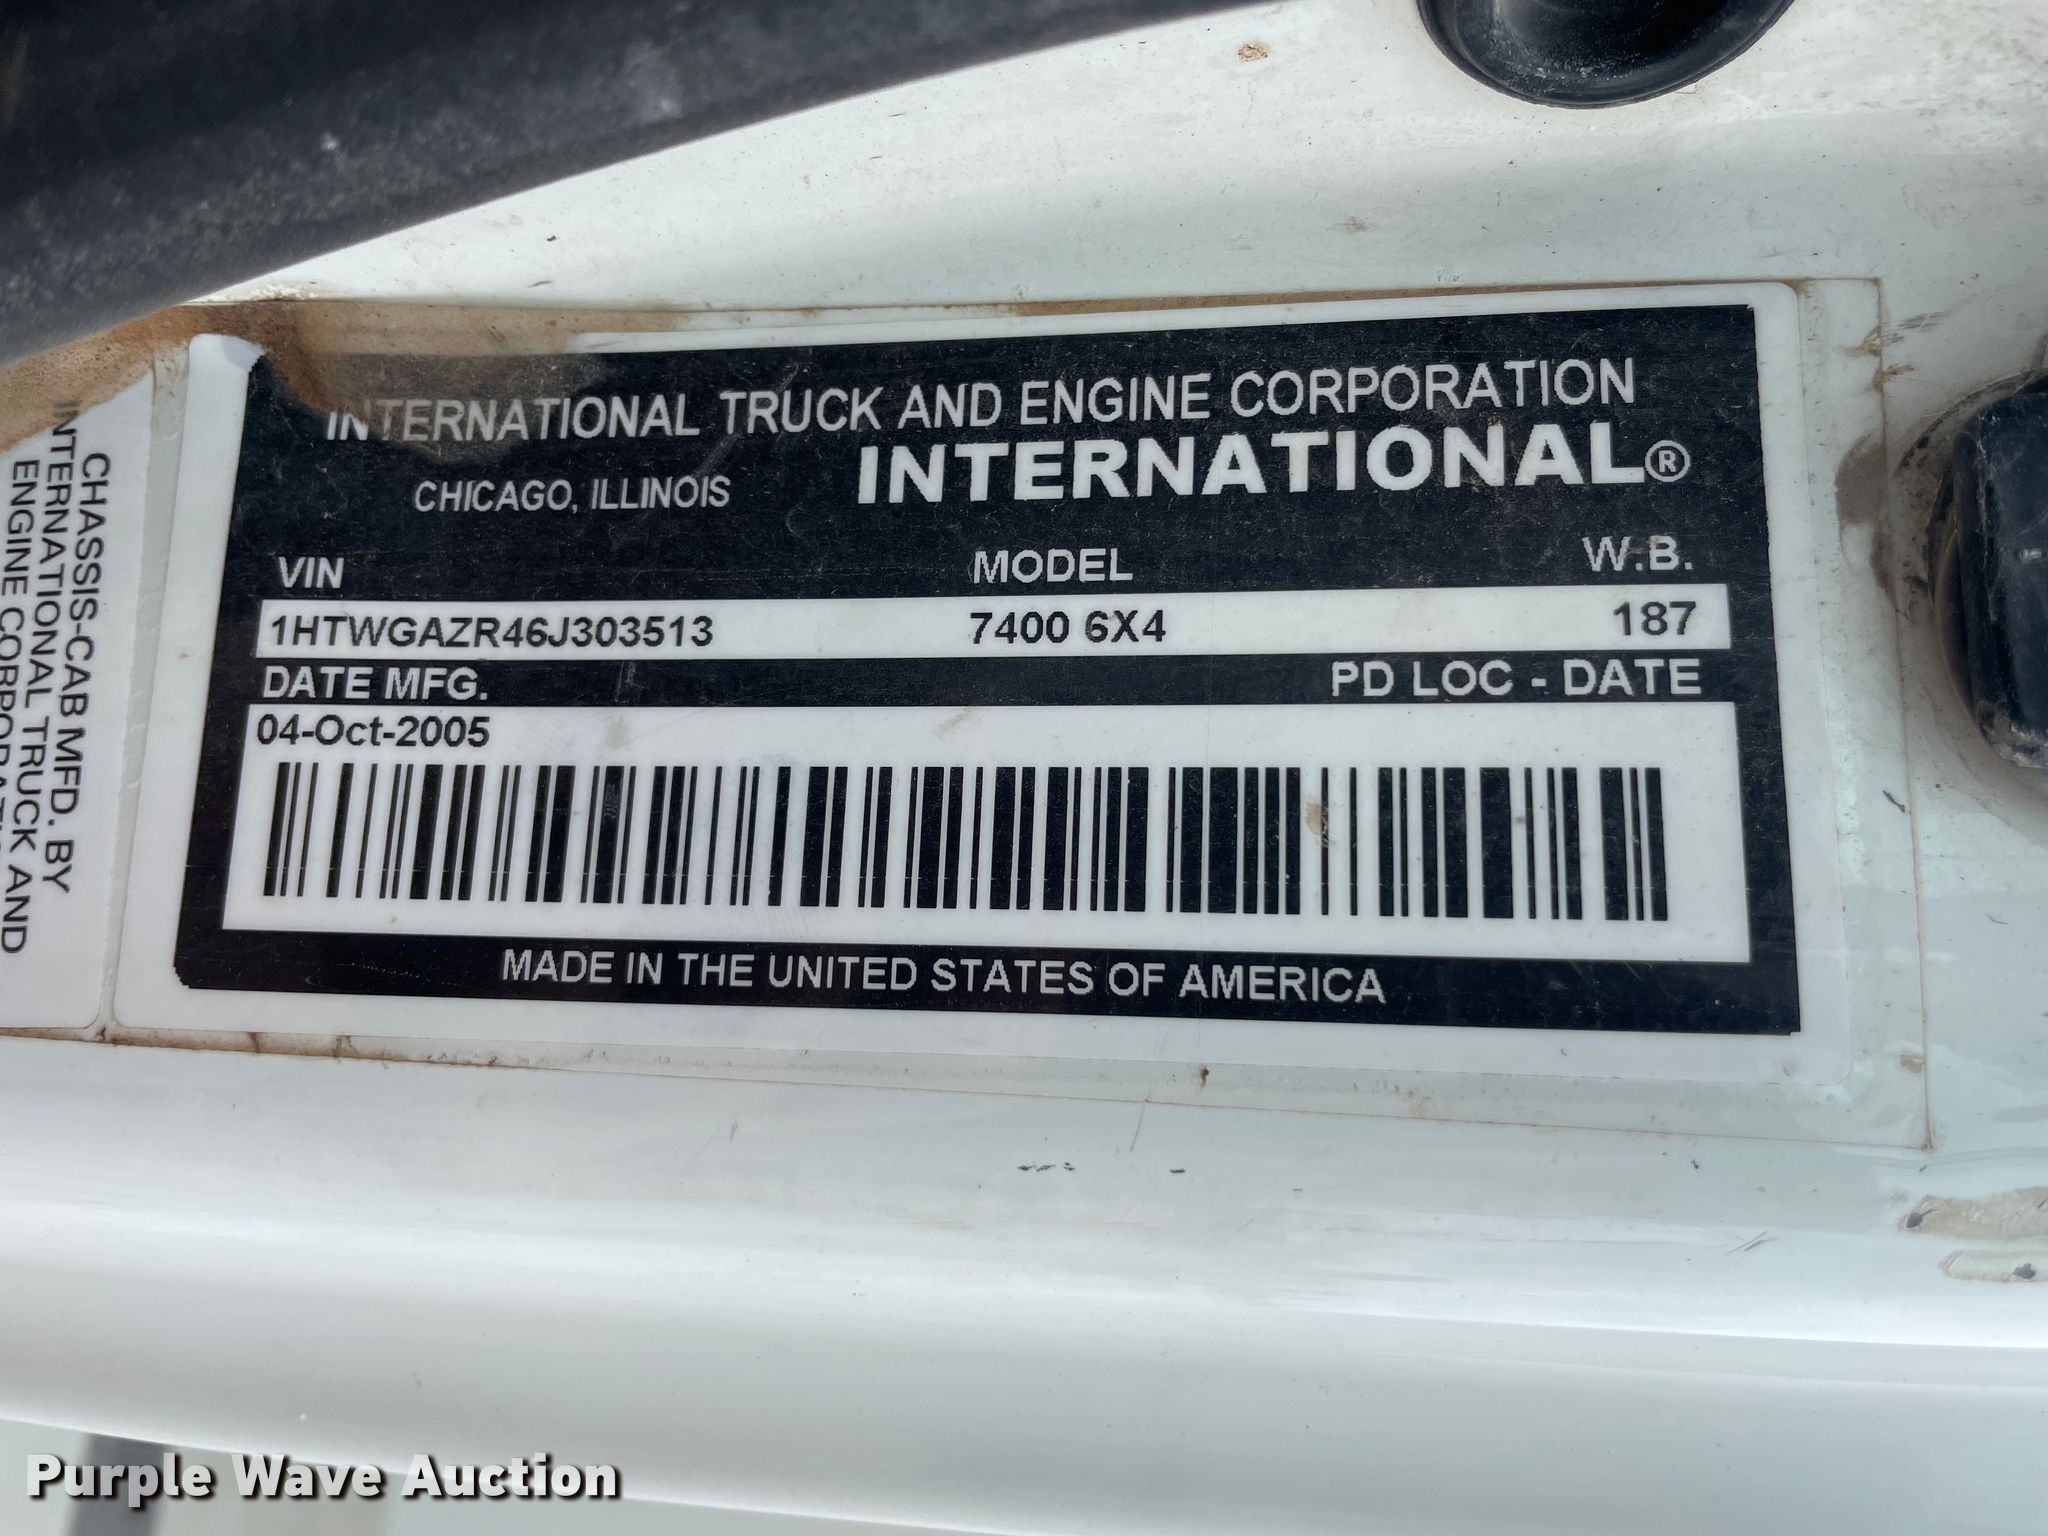 INTERNATIONAL TRUCK AND ENGINE CORPORATION
CHICAGO, ILLINOIS INTERNATIONAL®
VIN MODEL W.B.
1HTWGAZR46J303513 7400 6X4 187
DATE MFG. PD LOC - DATE
04-Oct-2005
MADE IN THE UNITED STATES OF AMERICA
CHASSIS-CAB MFD. BY
INTERNATIONAL TRUCK AND
ENGINE
Purple Wave Auction